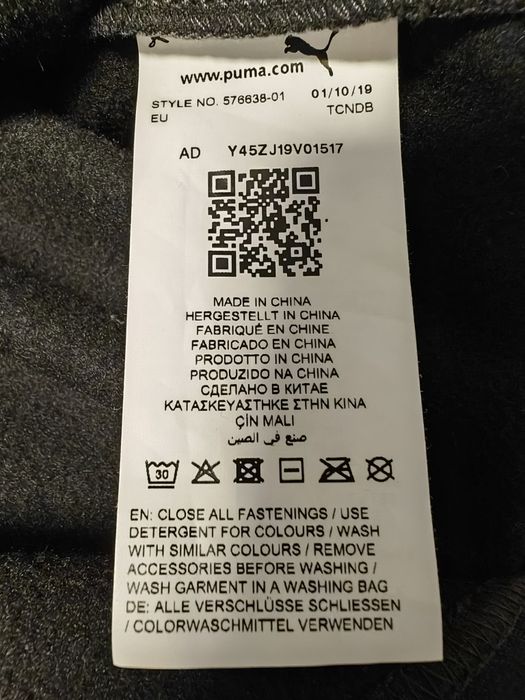 www.puma.com
STYLE NO. 576638-01 01/10/19
EU TCNDB
AD Y45ZJ19V01517
MADE IN CHINA
HERGESTELLT IN CHINA
FABRIQUÉ EN CHINE
FABRICADO EN CHINA
PRODOTTO IN CHINA
PRODUZIDO NA CHINA
СДЕЛАНО В КИТАЕ
ΚΑΤΑΣΚΕΥΑΣΤΗΚΕ ΣΤΗΝ ΚΙΝΑ
ÇİN MALI
صنع في الصين
30
EN: CLOSE ALL FASTENINGS / USE
DETERGENT FOR COLOURS / WASH
WITH SIMILAR COLOURS / REMOVE
ACCESSORIES BEFORE WASHING /
WASH GARMENT IN A WASHING BAG
DE: ALLE VERSCHLÜSSE SCHLIESSEN
/ COLORWASCHMITTEL VERWENDEN